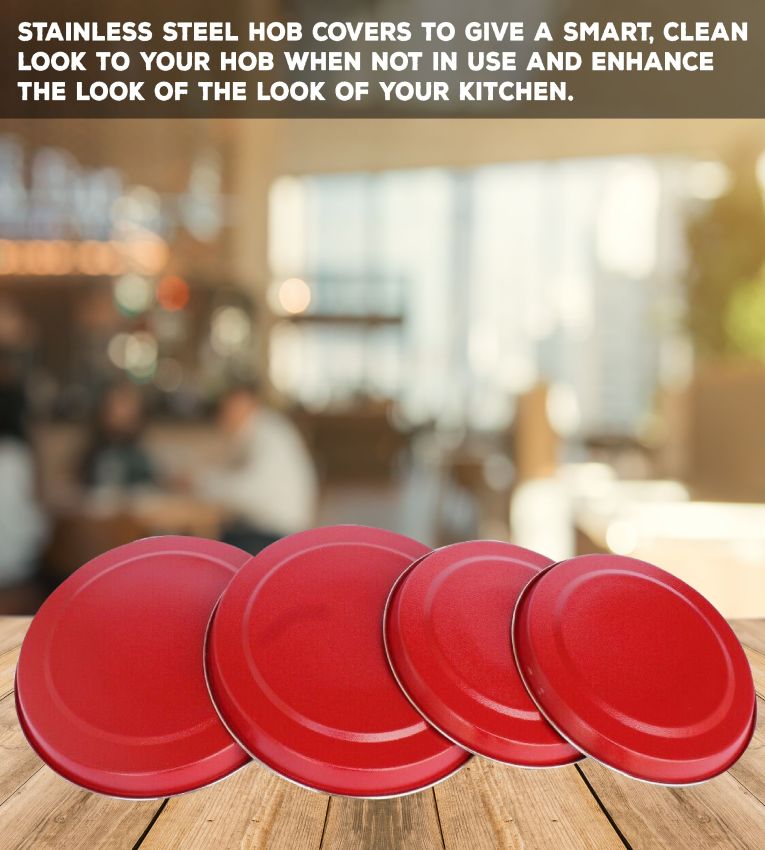 STAINLESS STEEL HOB COVERS TO GIVE A SMART, CLEAN
LOOK TO YOUR HOB WHEN NOT IN USE AND ENHANCE
THE LOOK OF THE LOOK OF YOUR KITCHEN.